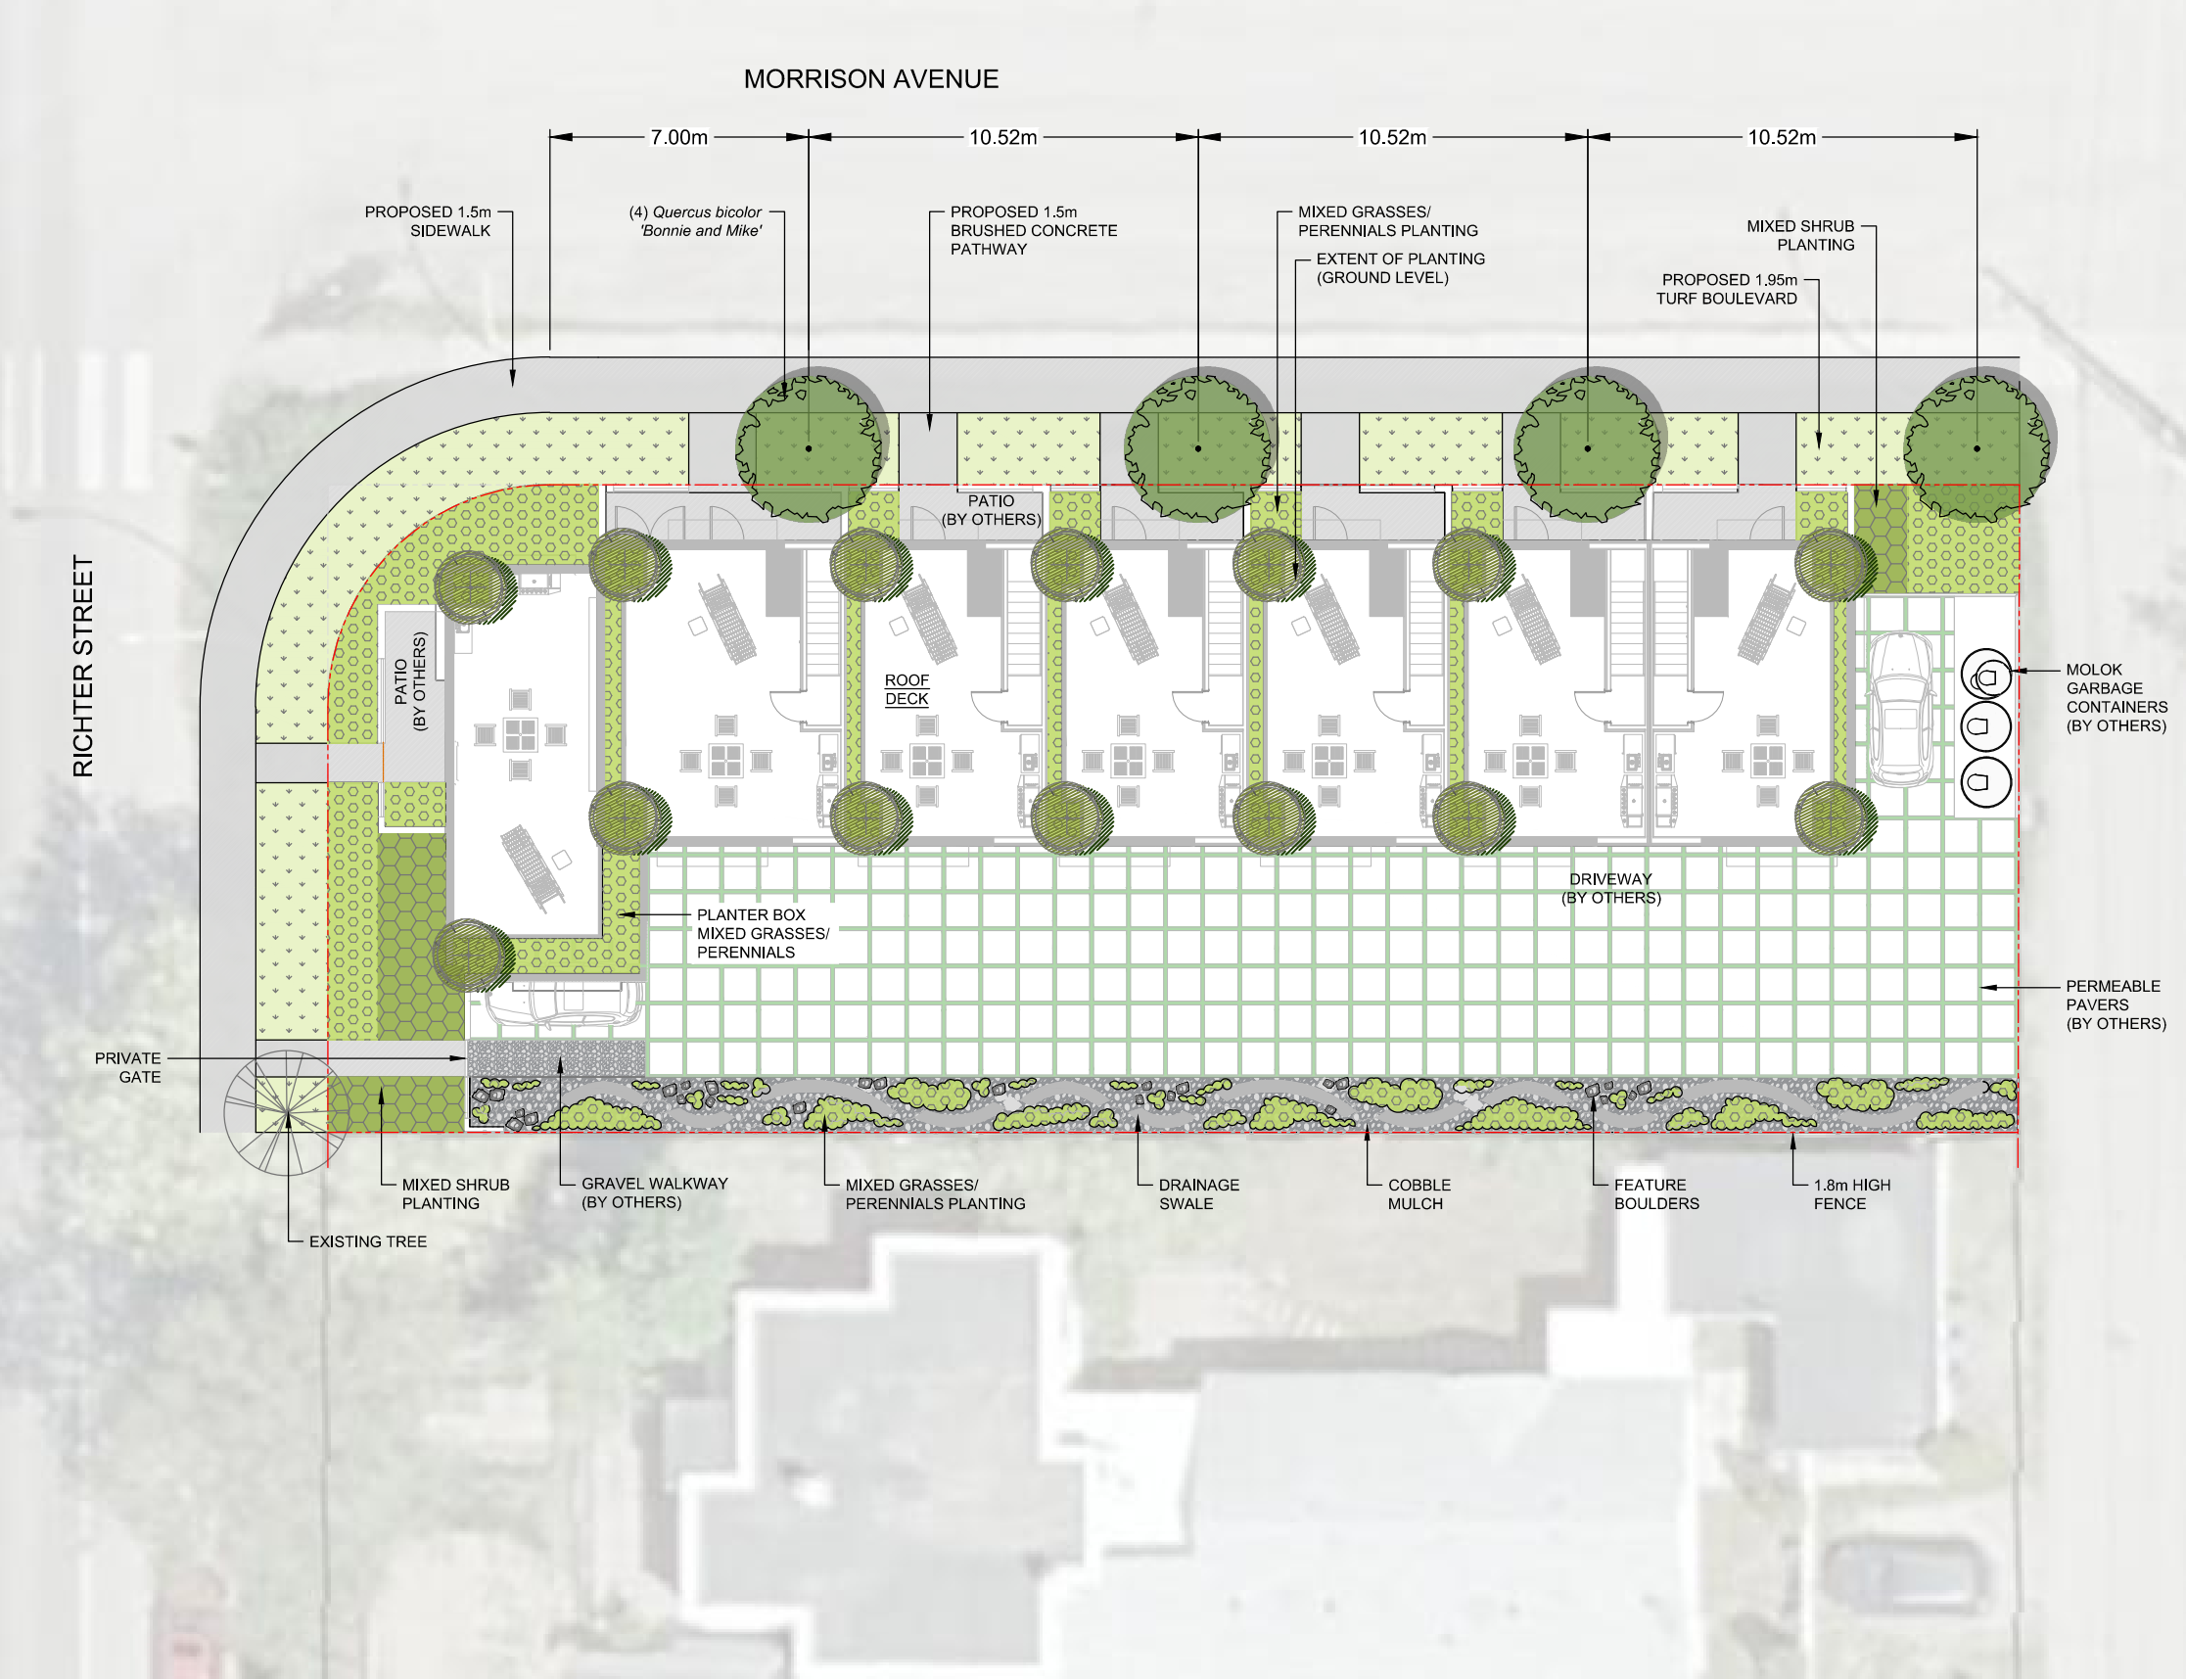 MORRISON AVENUE
7.00m
10.52m
10.52m
10.52m
PROPOSED 1.5m
SIDEWALK
(4) Quercus bicolor
'Bonnie and Mike'
PROPOSED 1.5m
BRUSHED CONCRETE
PATHWAY
MIXED GRASSES/
PERENNIALS PLANTING
EXTENT OF PLANTING
(GROUND LEVEL)
MIXED SHRUB
PLANTING
PROPOSED 1.95m
TURF BOULEVARD
RICHTER STREET
PATIO
(BY OTHERS)
PATIO
(BY OTHERS)
ROOF
DECK
MOLOK
GARBAGE
CONTAINERS
(BY OTHERS)
DRIVEWAY
(BY OTHERS)
PLANTER BOX
MIXED GRASSES/
PERENNIALS
PERMEABLE
PAVERS
(BY OTHERS)
PRIVATE
GATE
MIXED SHRUB
PLANTING
GRAVEL WALKWAY
(BY OTHERS)
MIXED GRASSES/
PERENNIALS PLANTING
DRAINAGE
SWALE
COBBLE
MULCH
FEATURE
BOULDERS
1.8m HIGH
FENCE
EXISTING TREE